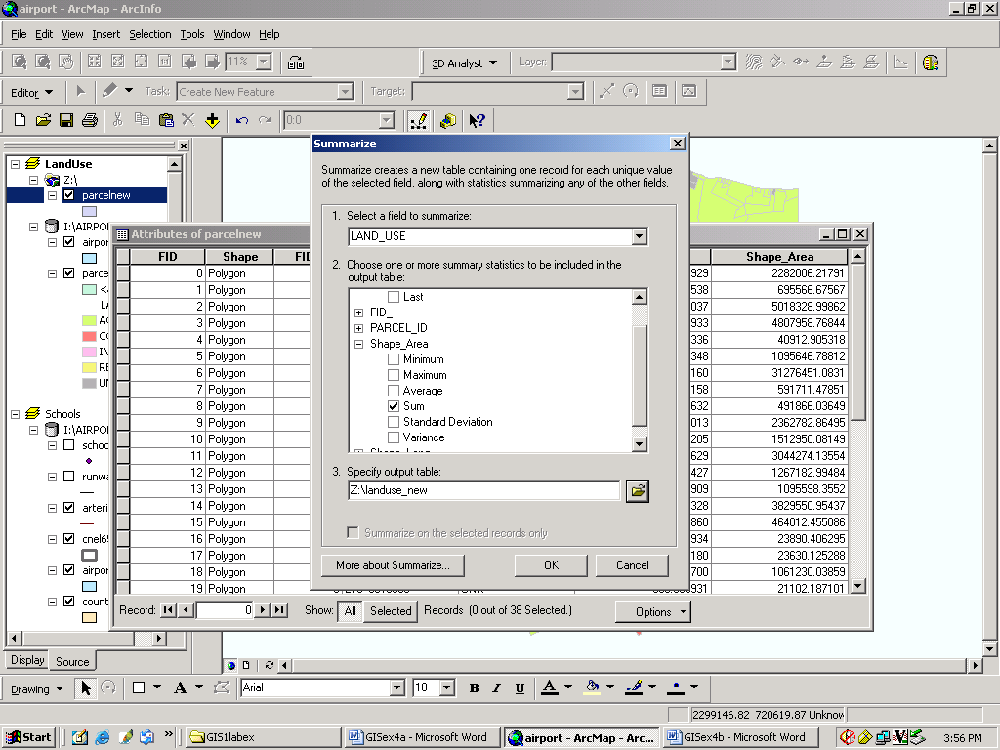 airport - ArcMap - ArcInfo
File Edit View Insert Selection Tools Window Help
11% 3D Analyst Layer:
Editor Task: Create New Feature Target:
0:0
LandUse
Z:\
parcelnew
I:\AIRPO
airpor
parce
Schools
I:\AIRPO
schoo
runwa
arteri
cnel65
airpor
count
Display Source
Attributes of parcelnew
FID Shape FI Shape_Area
0 Polygon 929 2282006.21791
1 Polygon 538 695566.67567
2 Polygon 037 5018328.99862
3 Polygon 933 4807958.76844
4 Polygon 336 40912.905318
5 Polygon 348 1095646.78812
6 Polygon 160 31276451.0831
7 Polygon 158 591711.47851
8 Polygon 632 491866.03649
9 Polygon 013 2362782.86495
10 Polygon 205 1512950.08149
11 Polygon 629 3044274.13554
12 Polygon 427 1267182.99484
13 Polygon 909 1095598.3552
14 Polygon 328 3829550.95437
15 Polygon 860 464012.455086
16 Polygon 934 23890.406295
17 Polygon 180 23630.125288
18 Polygon 700 1061230.03859
19 Polygon 931 21102.187101
Record: 0 Show: All Selected Records (0 out of 38 Selected.) Options
Summarize
Summarize creates a new table containing one record for each unique value
of the selected field, along with statistics summarizing any of the other fields.
1. Select a field to summarize:
LAND_USE
2. Choose one or more summary statistics to be included in the
output table:
Last
FID_
PARCEL_ID
Shape_Area
Minimum
Maximum
Average
Sum
Standard Deviation
Variance
3. Specify output table:
Z:\landuse_new
Summarize on the selected records only
More about Summarize... OK Cancel
Drawing A Arial 10 B I U A
2299146.82 720619.87 Unknow
Start GIS1labex GISex4a - Microsoft Word airport - ArcMap - Arc... GISex4b - Microsoft Word 3:56 PM